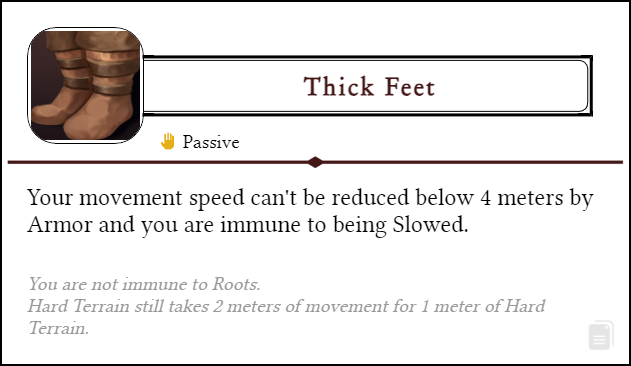 Thick Feet
Passive
Your movement speed can't be reduced below 4 meters by
Armor and you are immune to being Slowed.
You are not immune to Roots.
Hard Terrain still takes 2 meters of movement for 1 meter of Hard
Terrain.